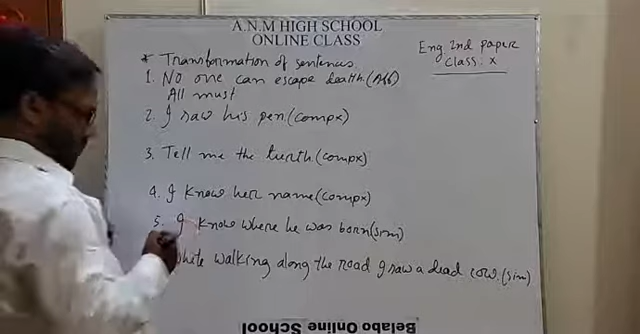 A.N.M HIGH SCHOOL
ONLINE CLASS
Eng 2nd paper
Class: x
* Transformation of sentences
1. No one can escape death. (Aff)
All must
2. I saw his pen. (compx)
3. Tell me the turth (compx)
4. I know her name (compx)
5. I know where he was born (sim)
While walking along the road I saw a dead cow. (sim)
Belabo Online School